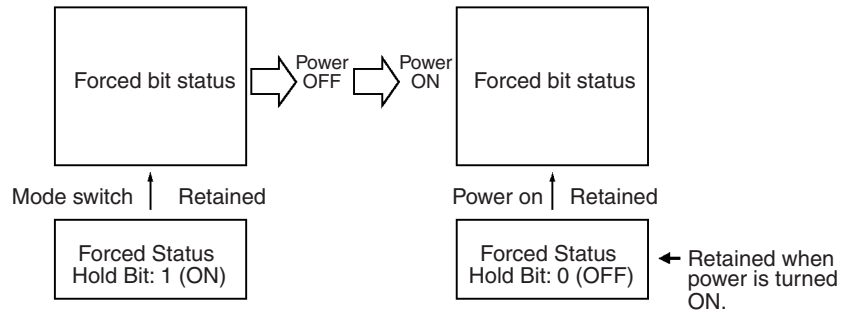 Forced bit status
Power
OFF
Power
ON
Forced bit status
Mode switch
Retained
Power on
Retained
Forced Status
Hold Bit: 1 (ON)
Forced Status
Hold Bit: 0 (OFF)
Retained when
power is turned
ON.